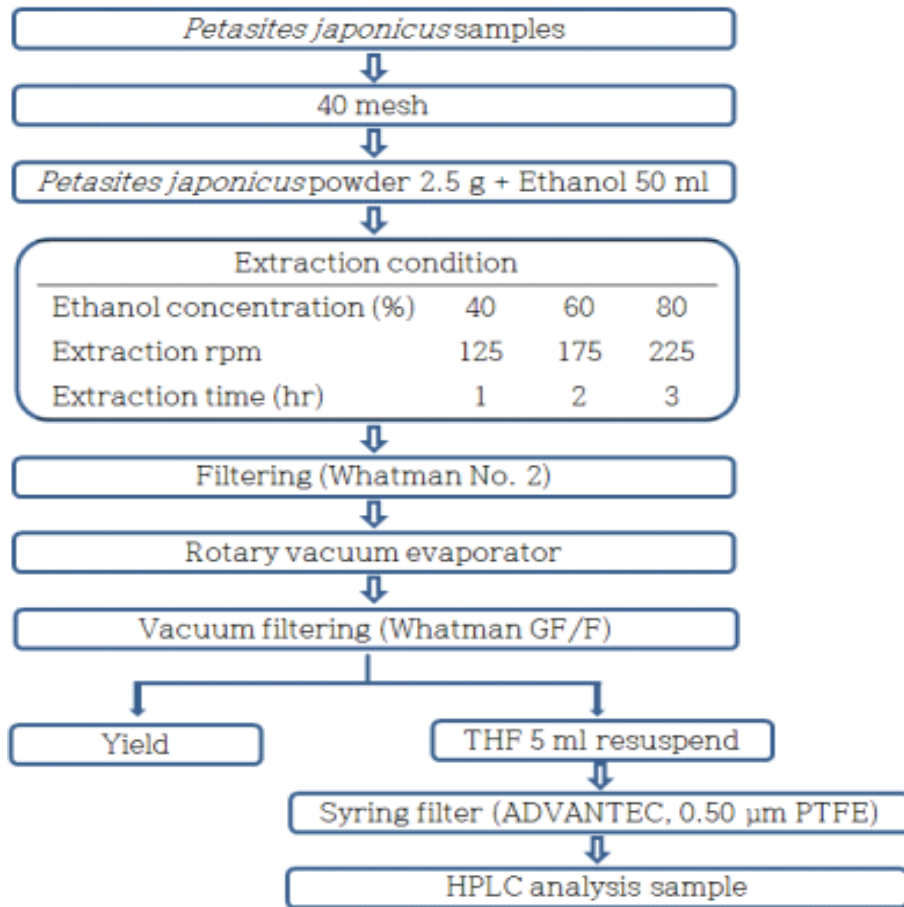 Petasites japonicus samples
40 mesh
Petasites japonicus powder 2.5 g + Ethanol 50 ml
Extraction condition
Ethanol concentration (%) 40 60 80
Extraction rpm 125 175 225
Extraction time (hr) 1 2 3
Filtering (Whatman No. 2)
Rotary vacuum evaporator
Vacuum filtering (Whatman GF/F)
Yield
THF 5 ml resuspend
Syring filter (ADVANTEC, 0.50 μm PTFE)
HPLC analysis sample